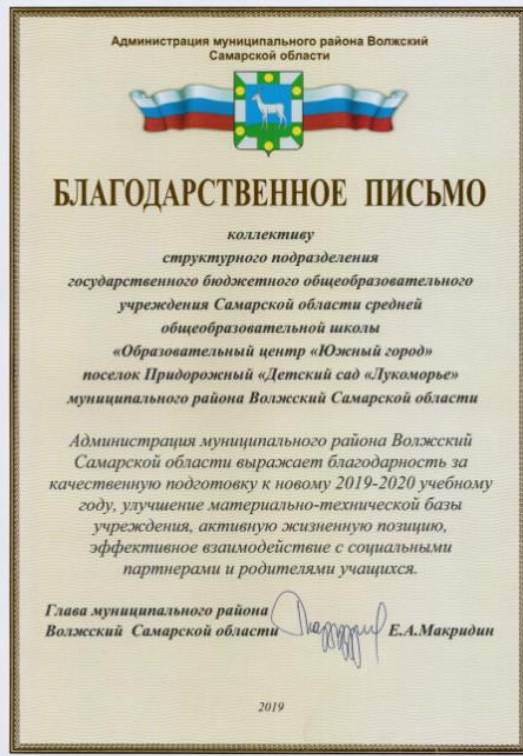 Администрация муниципального района Волжский
Самарской области
БЛАГОДАРСТВЕННОЕ ПИСЬМО
коллективу
структурного подразделения
государственного бюджетного общеобразовательного
учреждения Самарской области средней
общеобразовательной школы
«Образовательный центр «Южный город»
поселок Придорожный «Детский сад «Лукоморье»
муниципального района Волжский Самарской области
Администрация муниципального района Волжский
Самарской области выражает благодарность за
качественную подготовку к новому 2019-2020 учебному
году, улучшение материально-технической базы
учреждения, активную жизненную позицию,
эффективное взаимодействие с социальными
партнерами и родителями учащихся.
Глава муниципального района
Волжский Самарской области Е.А.Макридин
2019